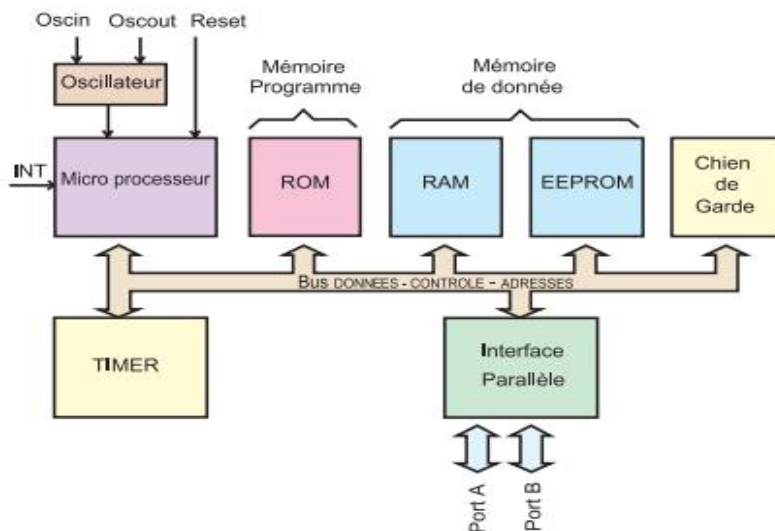 Oscin Oscout Reset
Oscillateur
Mémoire
Programme
Mémoire
de donnée
INT
Micro processeur
ROM
RAM
EEPROM
Chien
de
Garde
Bus DONNEES - CONTROLE - ADRESSES
TIMER
Interface
Parallèle
Port A
Port B